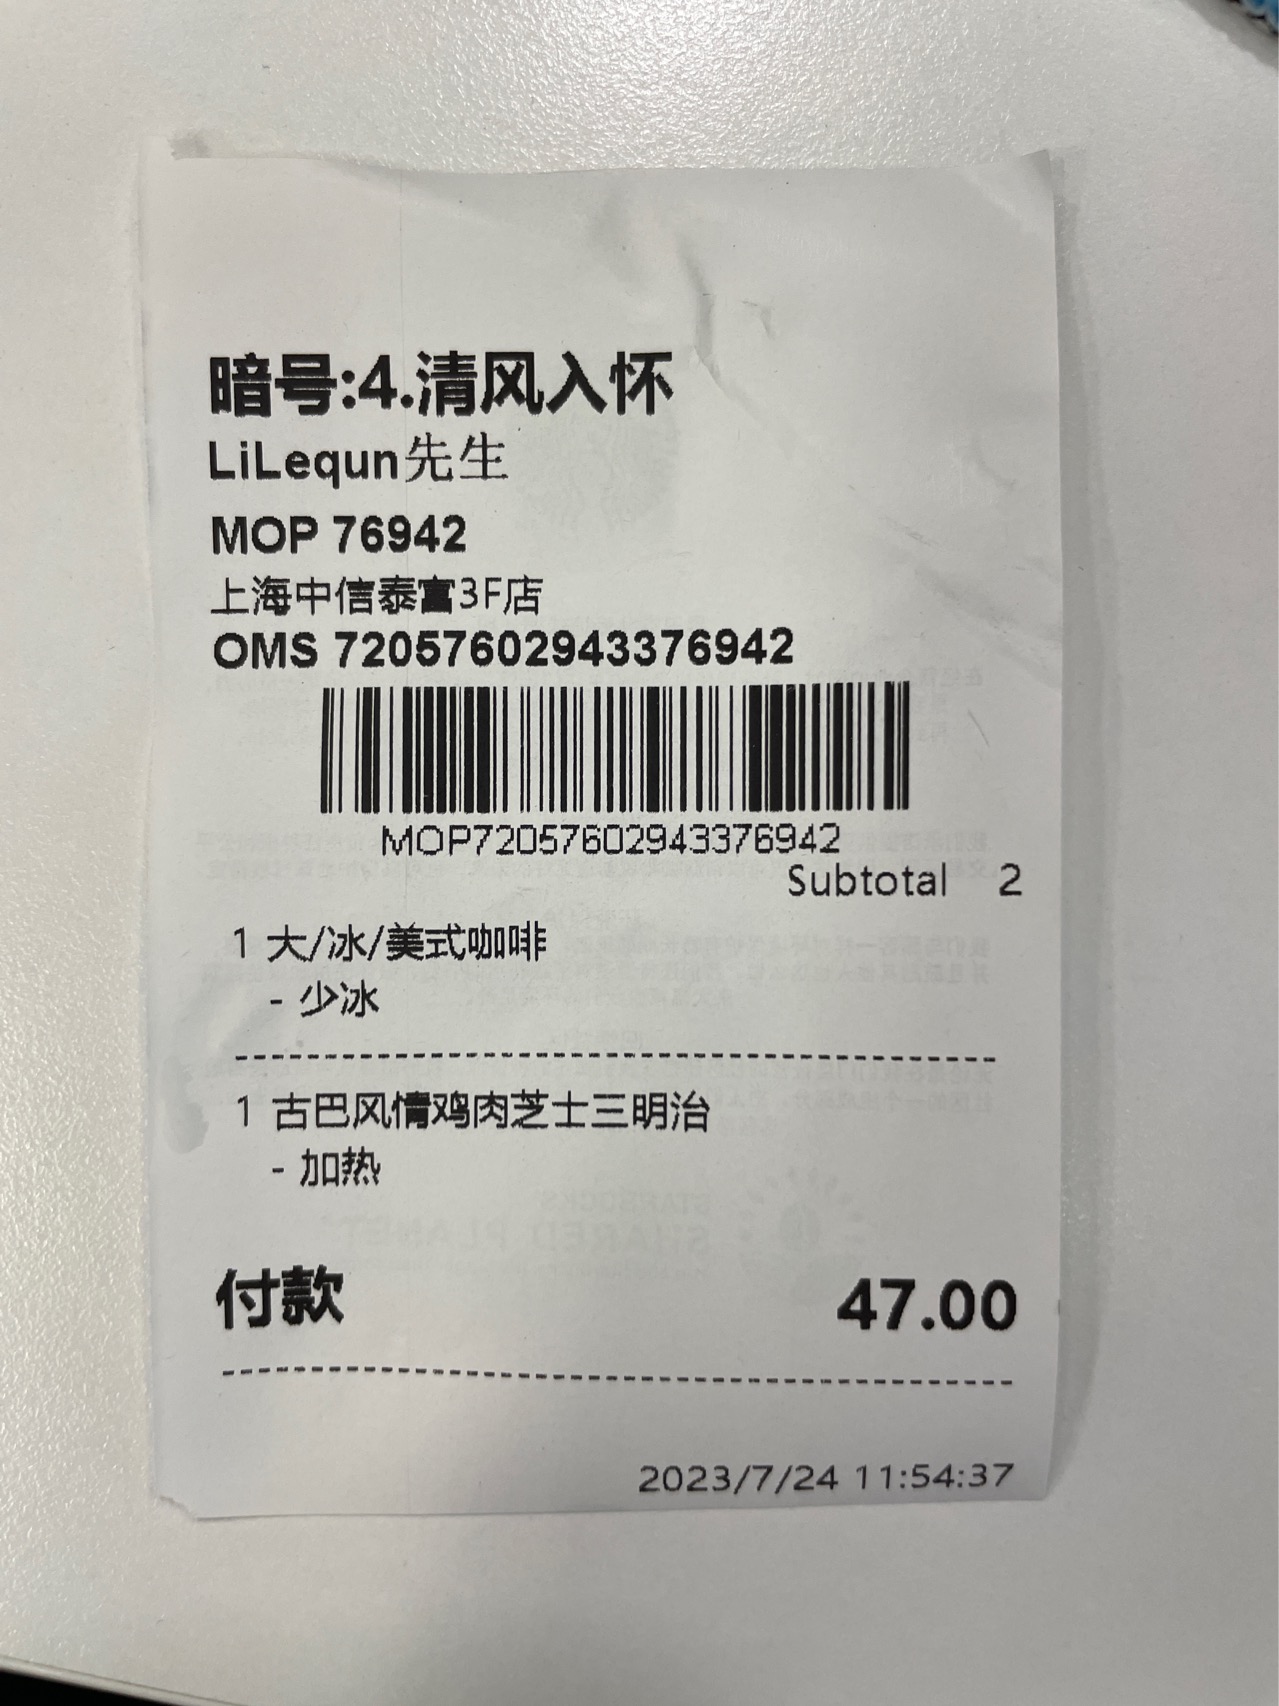 暗号:4.清风入怀
LiLequn先生
MOP 76942
上海中信泰富3F店
OMS 72057602943376942
MOP72057602943376942
Subtotal 2
1 大/冰/美式咖啡
- 少冰
1 古巴风情鸡肉芝士三明治
- 加热
付款 47.00
2023/7/24 11:54:37